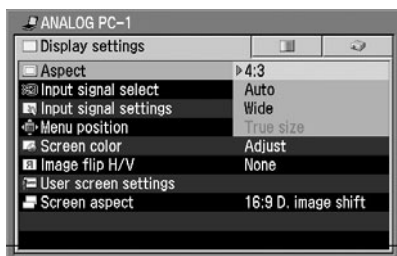 ANALOG PC-1
Display settings
Aspect 4:3
Input signal select Auto
Input signal settings Wide
Menu position True size
Screen color Adjust
Image flip H/V None
User screen settings
Screen aspect 16:9 D. image shift